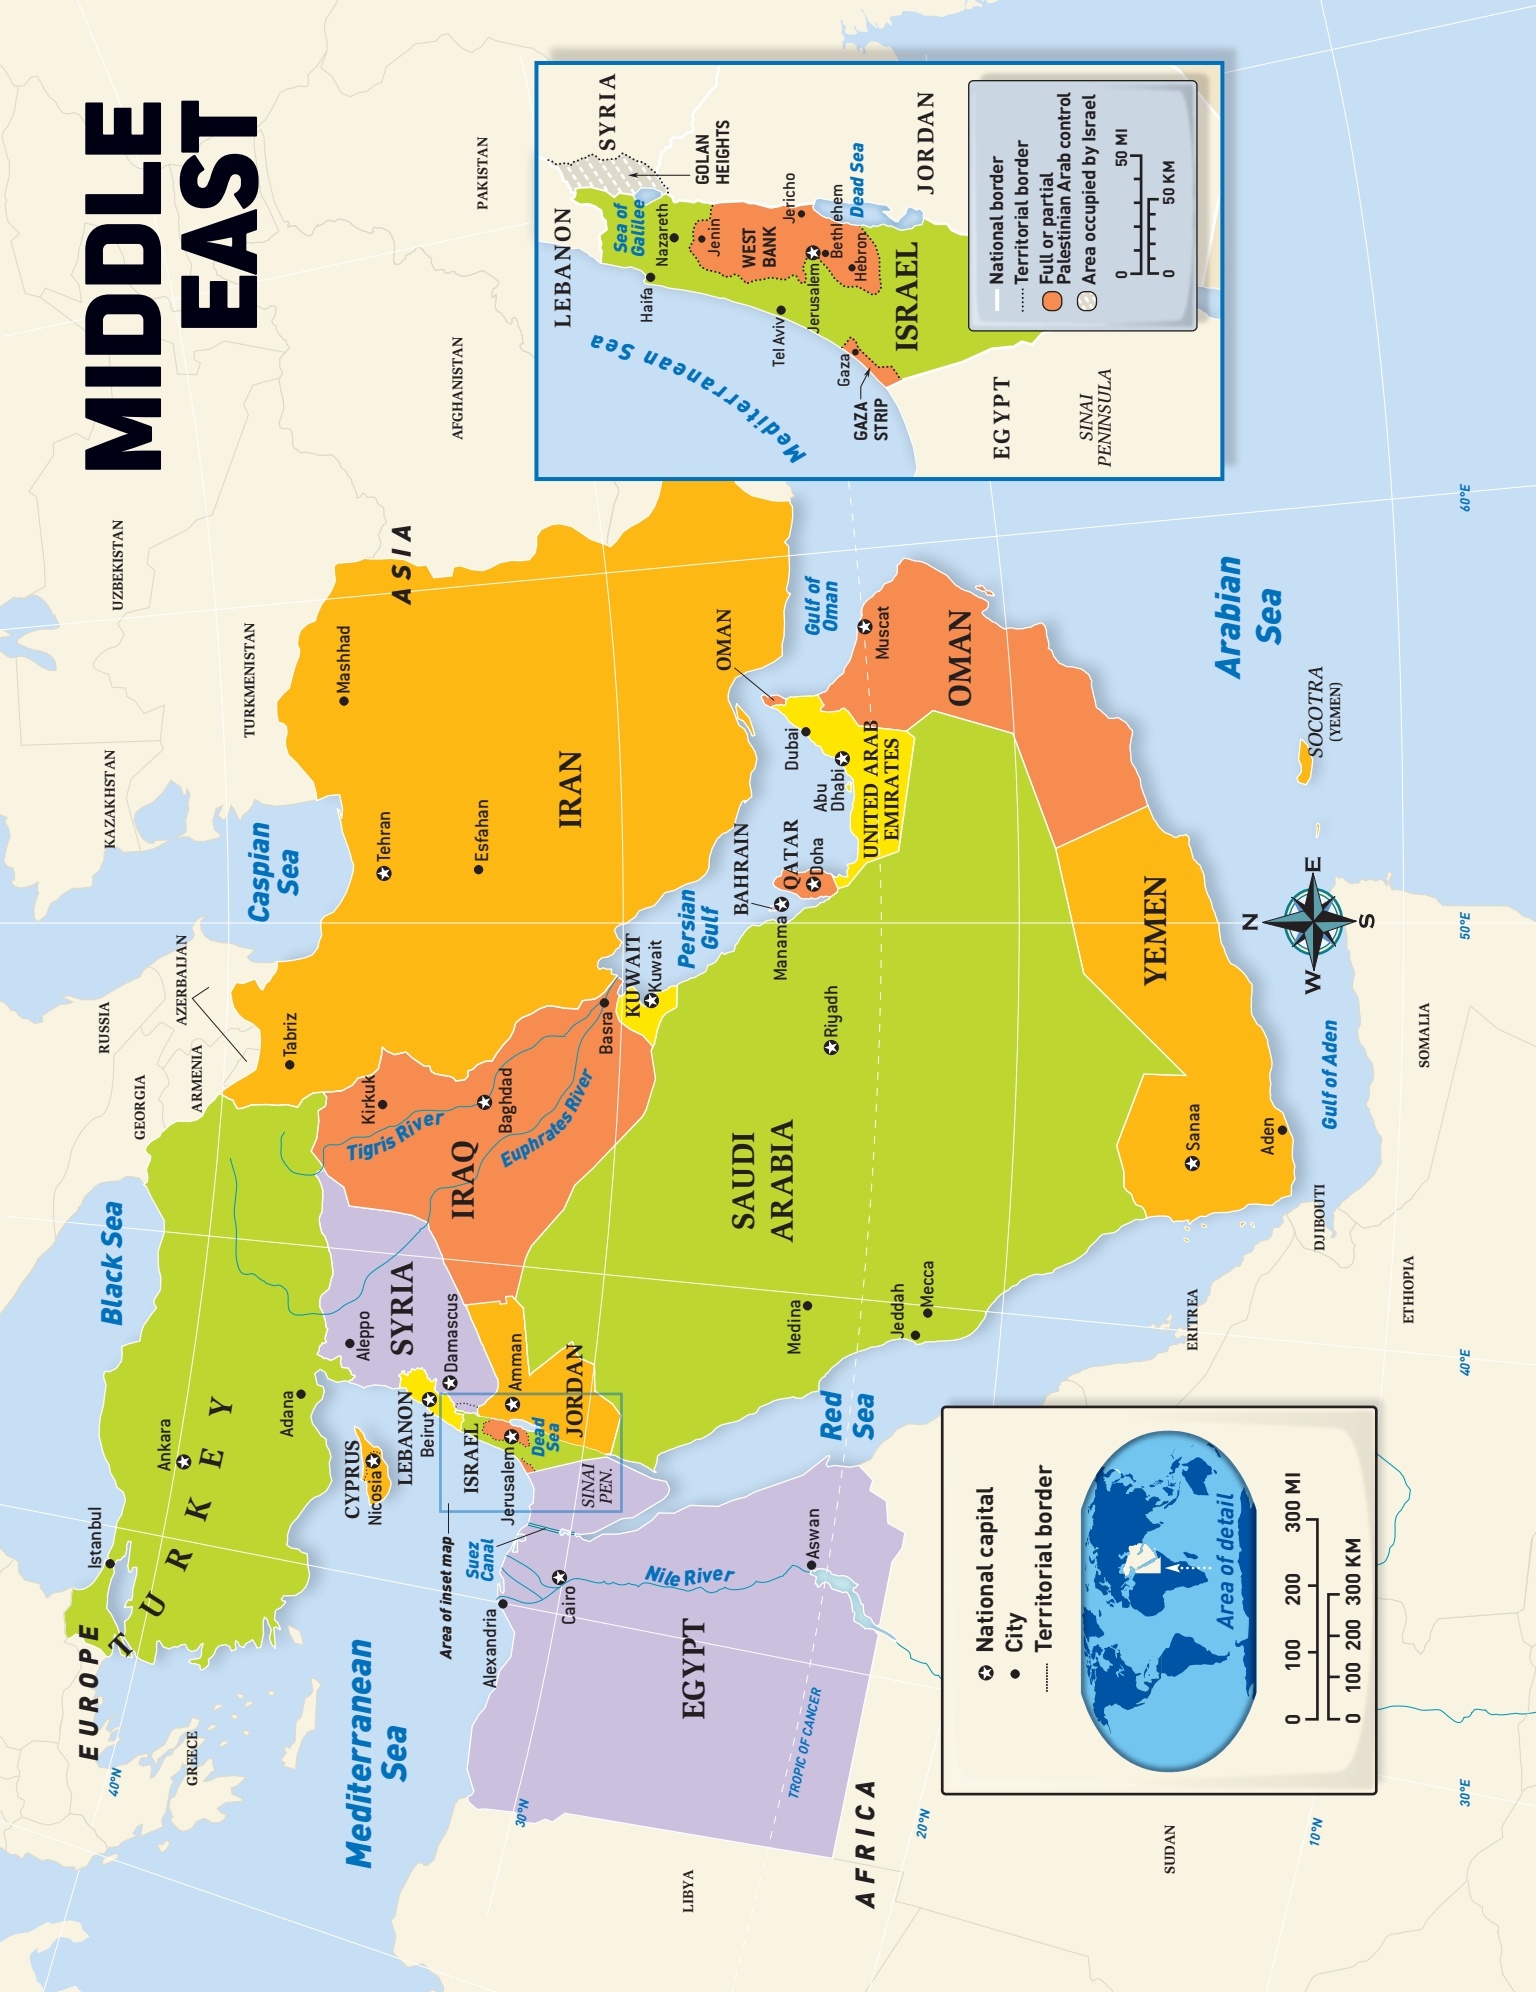 MIDDLE
EAST
EUROPE
ASIA
AFRICA
RUSSIA
GEORGIA
ARMENIA
AZERBAIJAN
KAZAKHSTAN
UZBEKISTAN
TURKMENISTAN
AFGHANISTAN
PAKISTAN
GREECE
LIBYA
SUDAN
ERITREA
ETHIOPIA
DJIBOUTI
SOMALIA
Black Sea
Caspian
Sea
Mediterranean
Sea
TURKEY
Istanbul
Ankara
Adana
CYPRUS
Nicosia
SYRIA
Aleppo
Damascus
LEBANON
Beirut
ISRAEL
Jerusalem
Dead
Sea
JORDAN
Amman
Area of inset map
Suez
Canal
SINAI
PEN.
EGYPT
Alexandria
Cairo
Nile River
Aswan
TROPIC OF CANCER
IRAQ
Kirkuk
Baghdad
Basra
Tigris River
Euphrates River
IRAN
Tabriz
Tehran
Mashhad
Esfahan
KUWAIT
Kuwait
Persian
Gulf
BAHRAIN
Manama
QATAR
Doha
UNITED ARAB
EMIRATES
Dubai
Abu
Dhabi
OMAN
Gulf of
Oman
OMAN
Muscat
SAUDI
ARABIA
Riyadh
Medina
Jeddah
Mecca
Red
Sea
YEMEN
Sanaa
Aden
Gulf of Aden
Arabian
Sea
SOCOTRA
(YEMEN)
N
W
E
S
40°N
30°N
20°N
10°N
30°E
40°E
50°E
60°E
LEBANON
SYRIA
GOLAN
HEIGHTS
Sea of
Galilee
Haifa
Nazareth
Jenin
WEST
BANK
Mediterranean Sea
Tel Aviv
Jericho
Jerusalem
Bethlehem
Hebron
Dead Sea
Gaza
GAZA
STRIP
ISRAEL
JORDAN
EGYPT
SINAI
PENINSULA
National border
Territorial border
Full or partial
Palestinian Arab control
Area occupied by Israel
0 50 MI
0 50 KM
National capital
City
Territorial border
Area of detail
0 100 200 300 MI
0 100 200 300 KM